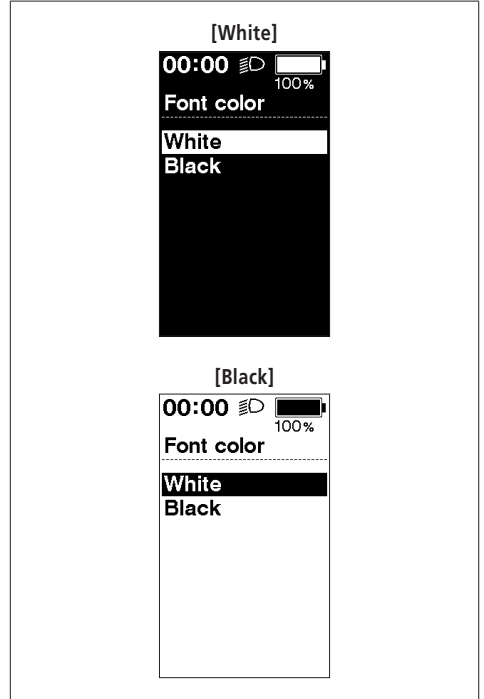 [White]
00:00
100%
Font color
White
Black
[Black]
00:00
100%
Font color
White
Black